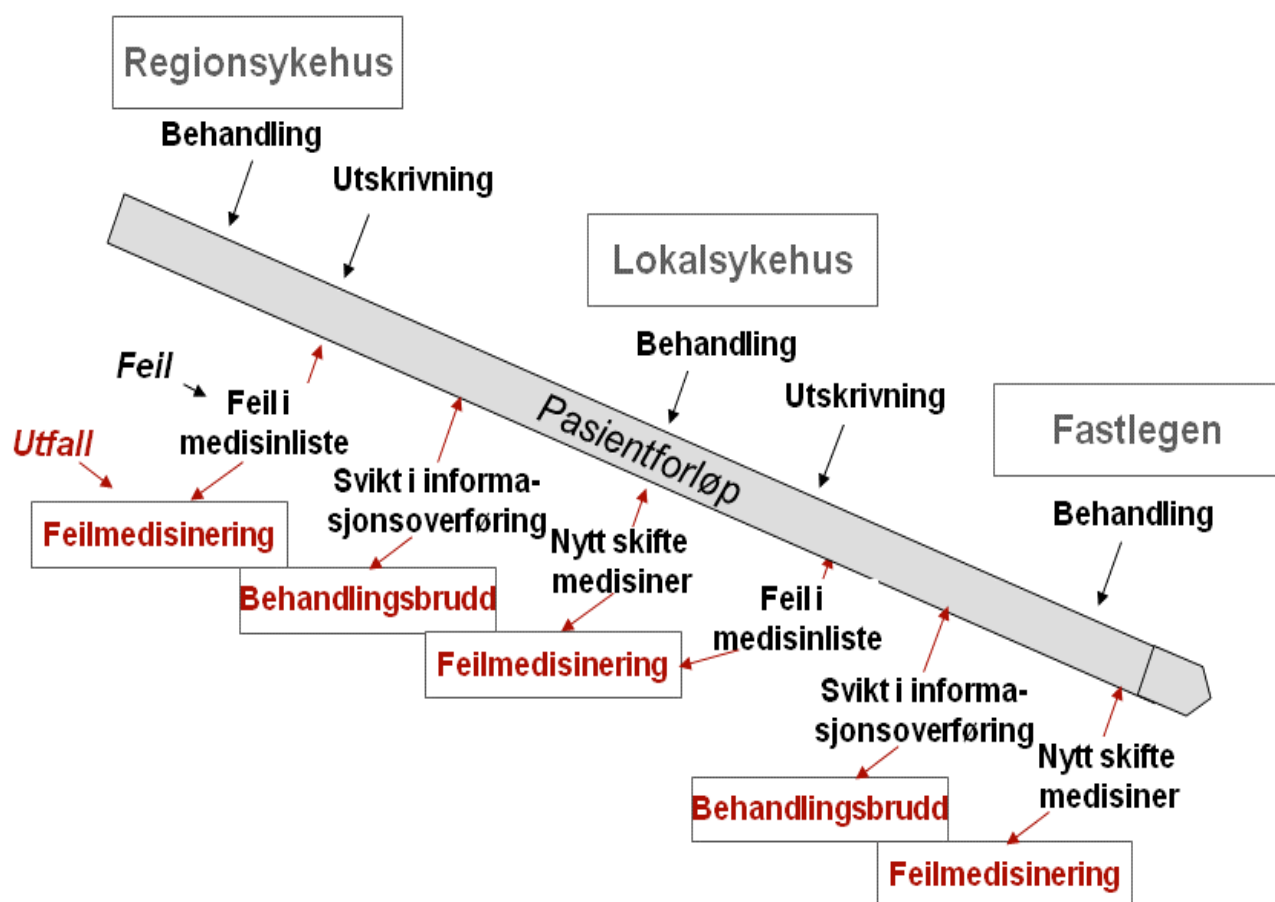 Regionsykehus
Behandling
Utskrivning
Lokalsykehus
Behandling
Utskrivning
Fastlegen
Behandling
Pasientforløp
Feil
Utfall
Feil i
medisinliste
Feilmedisinering
Svikt i informa-
sjonsoverføring
Behandlingsbrudd
Nytt skifte
medisiner
Feilmedisinering
Feil i
medisinliste
Svikt i informa-
sjonsoverføring
Behandlingsbrudd
Nytt skifte
medisiner
Feilmedisinering